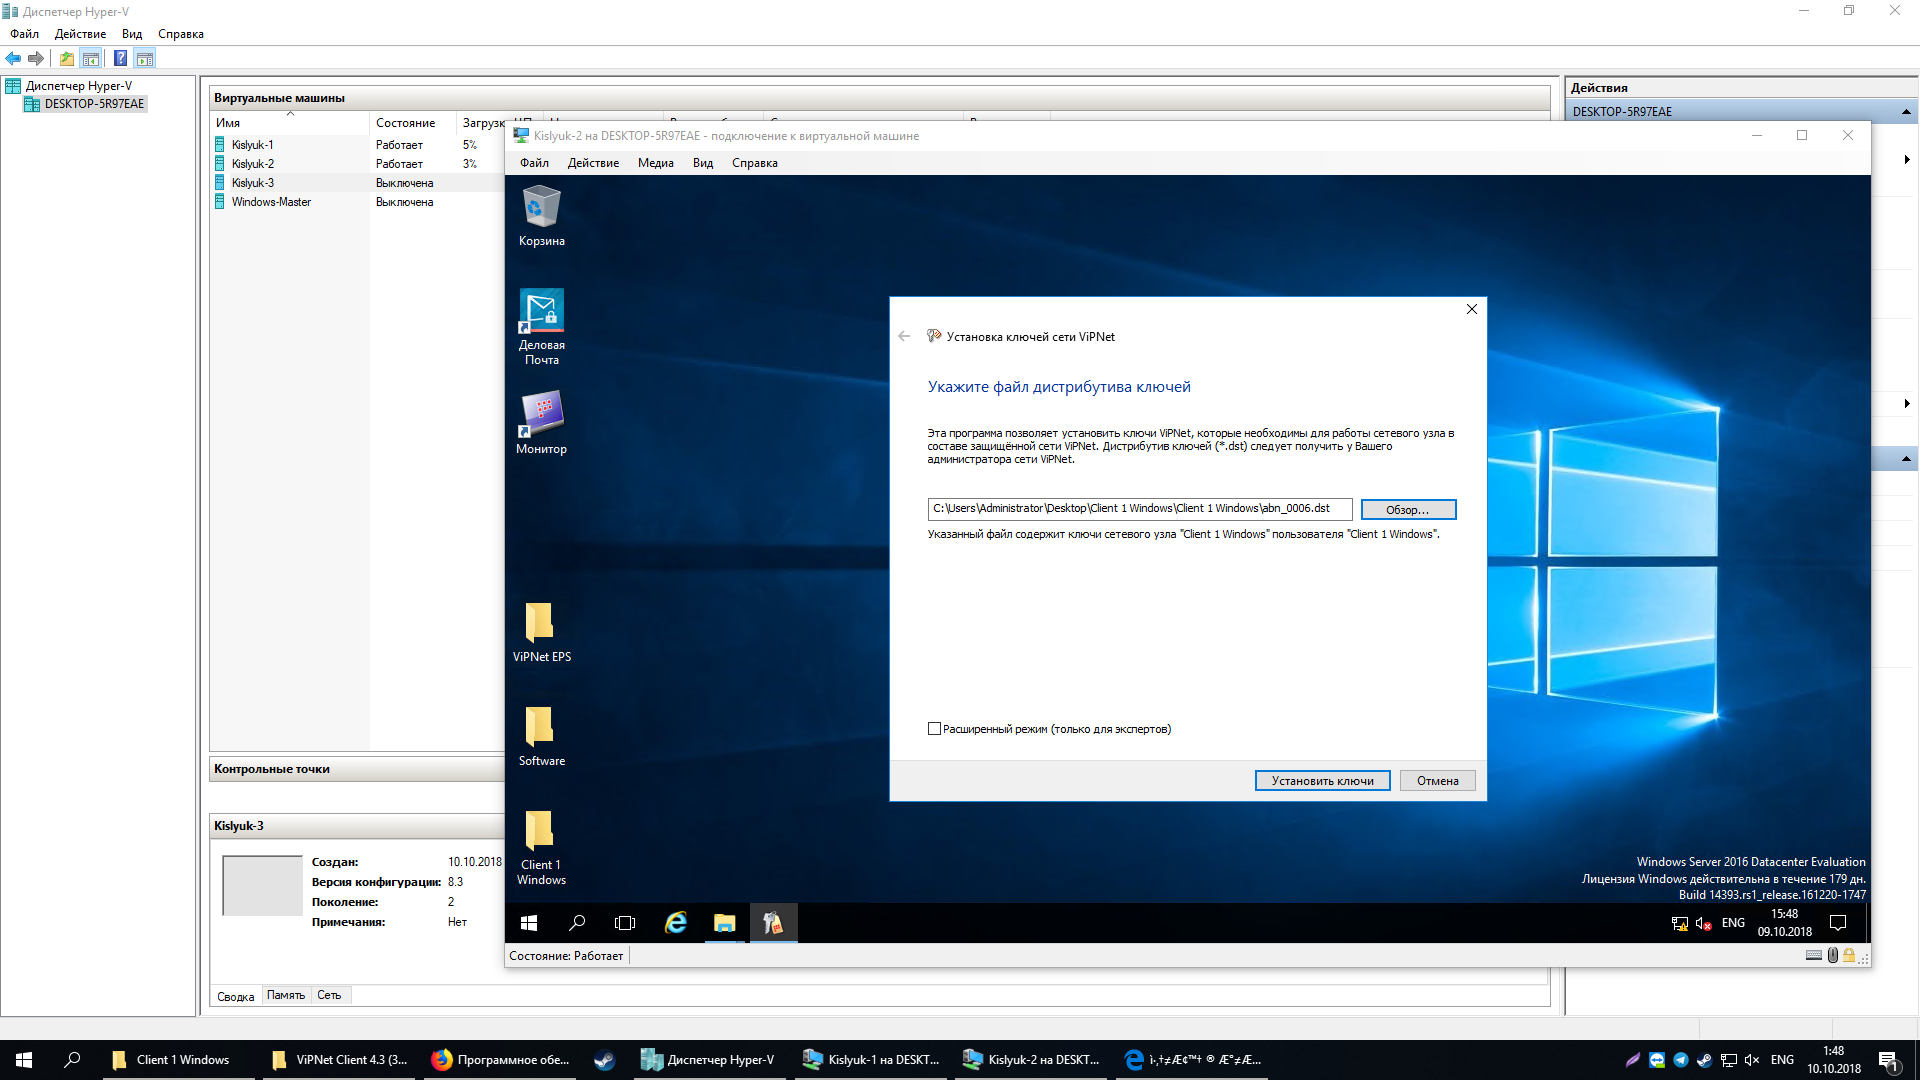 Диспетчер Hyper-V
Файл Действие Вид Справка
Диспетчер Hyper-V
DESKTOP-5R97EAE
Виртуальные машины
Имя Состояние
Kislyuk-1 Работает 5%
Kislyuk-2 Работает 3%
Kislyuk-3 Выключена
Windows-Master Выключена
Контрольные точки
Kislyuk-3
Создан: 10.10.2018
Версия конфигурации: 8.3
Поколение: 2
Примечания: Нет
Сводка Память Сеть
Действия
DESKTOP-5R97EAE
Kislyuk-2 на DESKTOP-5R97EAE - подключение к виртуальной машине
Файл Действие Медиа Вид Справка
Корзина
Деловая
Почта
Монитор
ViPNet EPS
Software
Client 1
Windows
Установка ключей сети ViPNet
Укажите файл дистрибутива ключей
Эта программа позволяет установить ключи ViPNet, которые необходимы для работы сетевого узла в
составе защищённой сети ViPNet. Дистрибутив ключей (*.dst) следует получить у Вашего
администратора сети ViPNet.
C:\Users\Administrator\Desktop\Client 1 Windows\Client 1 Windows\abn_0006.dst
Обзор...
Указанный файл содержит ключи сетевого узла "Client 1 Windows" пользователя "Client 1 Windows".
Расширенный режим (только для экспертов)
Установить ключи Отмена
Windows Server 2016 Datacenter Evaluation
Лицензия Windows действительна в течение 179 дн.
Build 14393.rs1_release.161220-1747
ENG
15:48
09.10.2018
Состояние: Работает
Client 1 Windows
ViPNet Client 4.3 (3...
Программное обе...
Диспетчер Hyper-V
Kislyuk-1 на DESKT...
Kislyuk-2 на DESKT...
ENG
1:48
10.10.2018
1